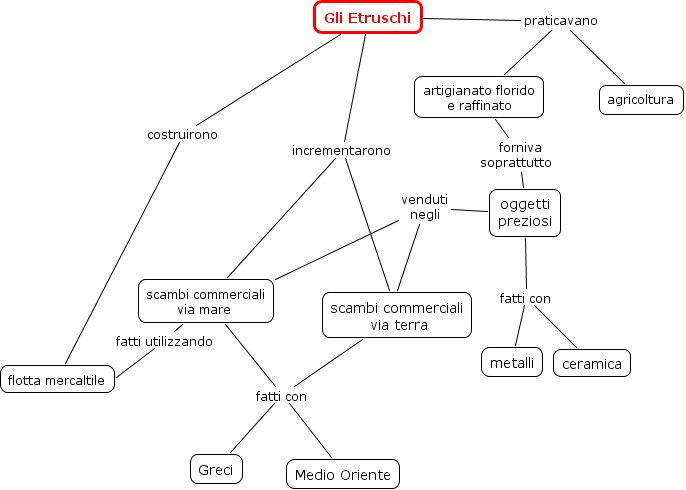 Gli Etruschi
praticavano
artigianato florido
e raffinato
agricoltura
costruirono
incrementarono
forniva
soprattutto
venduti
negli
oggetti
preziosi
scambi commerciali
via mare
scambi commerciali
via terra
fatti con
fatti utilizzando
metalli
ceramica
flotta mercaltile
fatti con
Greci
Medio Oriente